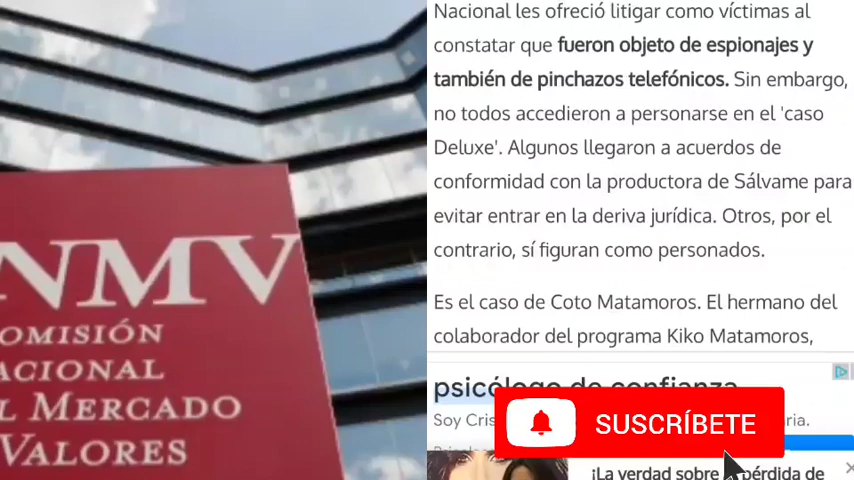 NMV
OMISIÓN
ACIONAL
L MERCADO
VALORES
Nacional les ofreció litigar como víctimas al
constatar que fueron objeto de espionajes y
también de pinchazos telefónicos. Sin embargo,
no todos accedieron a personarse en el 'caso
Deluxe'. Algunos llegaron a acuerdos de
conformidad con la productora de Sálvame para
evitar entrar en la deriva jurídica. Otros, por el
contrario, sí figuran como personados.
Es el caso de Coto Matamoros. El hermano del
colaborador del programa Kiko Matamoros,
psicólogo de confianza
Soy Cris
SUSCRÍBETE
¡La verdad sobre pérdida de